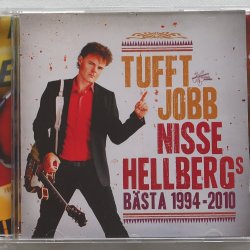 TUFFT
JOBB
NISSE
HELLBERGS
BÄSTA 1994-2010